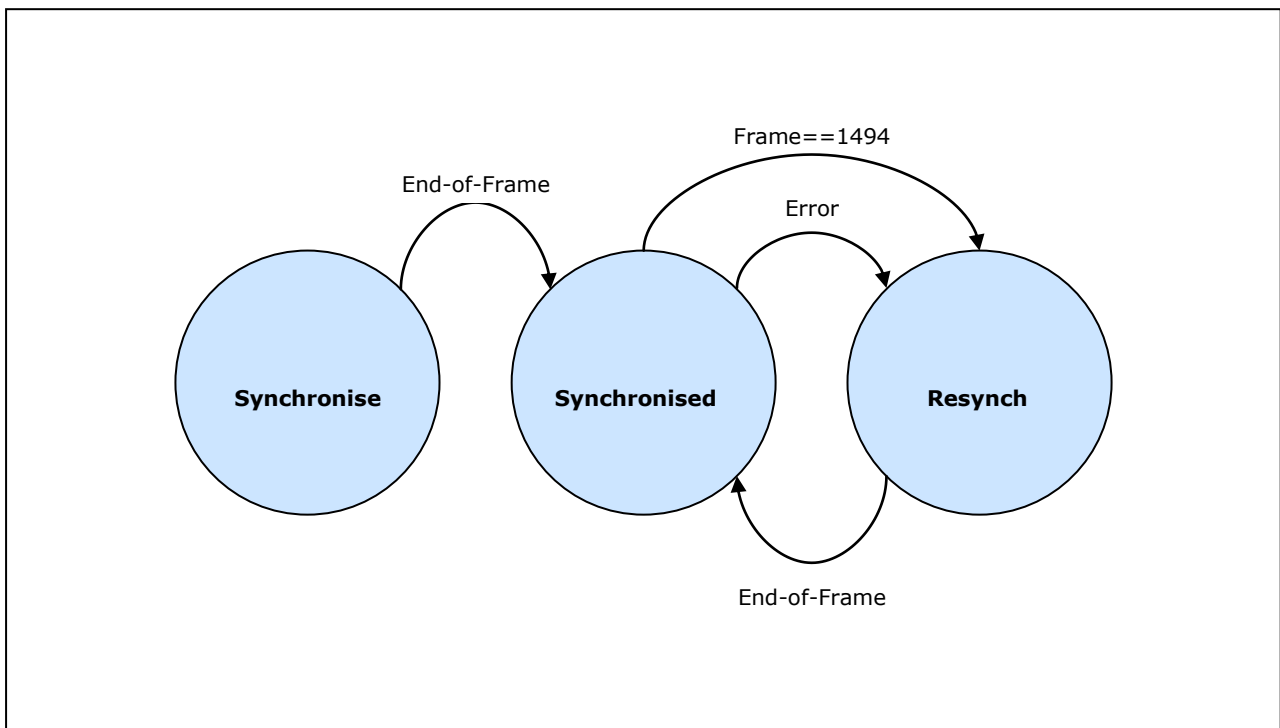 Frame==1494
End-of-Frame
Error
Synchronise
Synchronised
Resynch
End-of-Frame